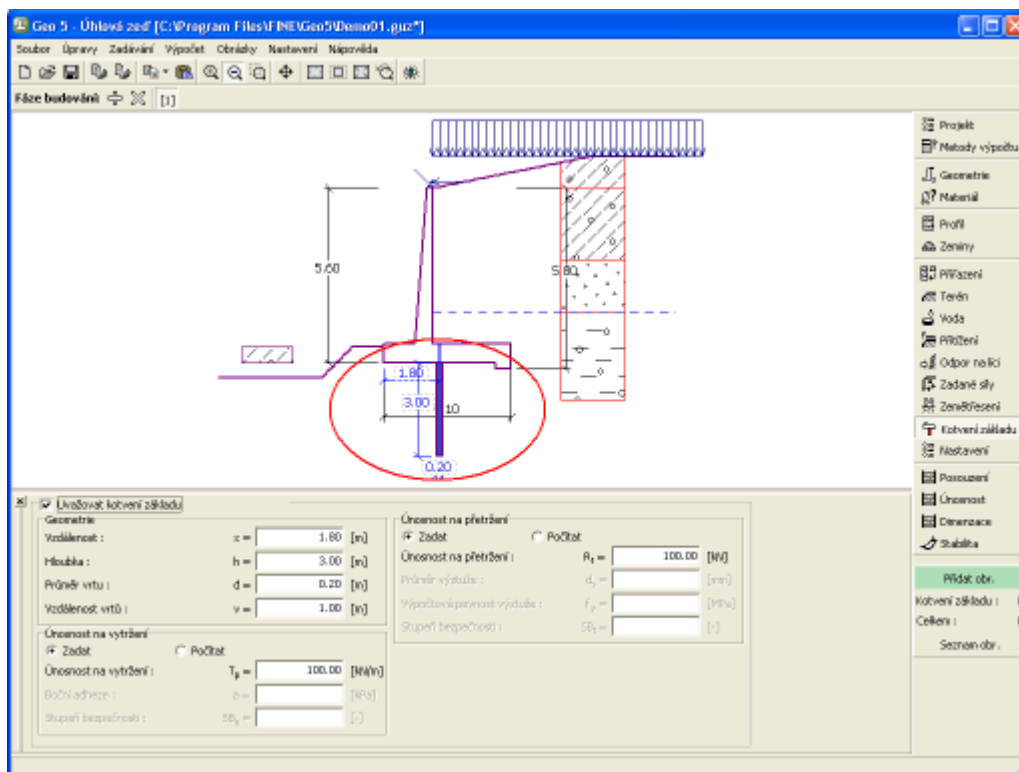 Geo 5 - Úhlová zeď [C:\Program Files\FINE\Geo5\Demo01.guz*]
Soubor Úpravy Zadávání Výpočet Obrázky Nastavení Nápověda
Fáze budování: [1]
Projekt
Metody výpočtu
Geometrie
Materiál
Profil
Zeminy
Přiřazení
Terén
Voda
Přitížení
Odpor na líci
Zadané síly
Zemětřesení
Kotvení základu
Nastavení
Posouzení
Únosnost
Dimenzace
Stabilita
Přidat obr.
Kotvení základu :
Celkem :
Seznam obr.
5.60
5.80
1.80
3.00
10
0.20
Uvažovat kotvení základu
Geometrie
Vzdálenost : x = 1.80 [m]
Hloubka : h = 3.00 [m]
Průměr vrtu : d = 0.20 [m]
Vzdálenost vrtů : v = 1.00 [m]
Únosnost na vytržení
Zadat Počítat
Únosnost na vytržení : Tp = 100.00 [kN/m]
Boční adheze : a = [kPa]
Stupeň bezpečnosti : [-]
Únosnost na přetržení
Zadat Počítat
Únosnost na přetržení : Rt = 100.00 [kN]
Průměr výztuže : ds = [mm]
Výpočtová pevnost výztuže : fy = [MPa]
Stupeň bezpečnosti : SBt = [-]